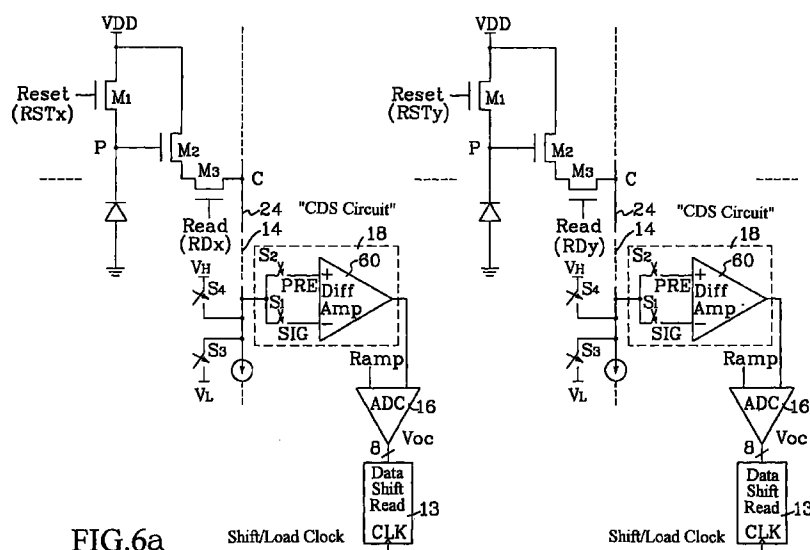 VDD
VDD
Reset
(RSTx)
M1
Reset
(RSTy)
M1
P
M2
P
M2
M3
C
M3
C
"CDS Circuit"
"CDS Circuit"
Read
(RDx)
24
14
18
Read
(RDy)
24
14
18
VH
S4
S2
PRE
60
VH
S4
S2
PRE
60
+
Diff
Amp
−
+
Diff
Amp
−
S1
SIG
S1
SIG
S3
VL
S3
VL
Ramp
Ramp
ADC
16
ADC
16
8
Voc
8
Voc
Data
Shift
Read
CLK
13
Data
Shift
Read
CLK
13
FIG.6a
Shift/Load Clock
Shift/Load Clock